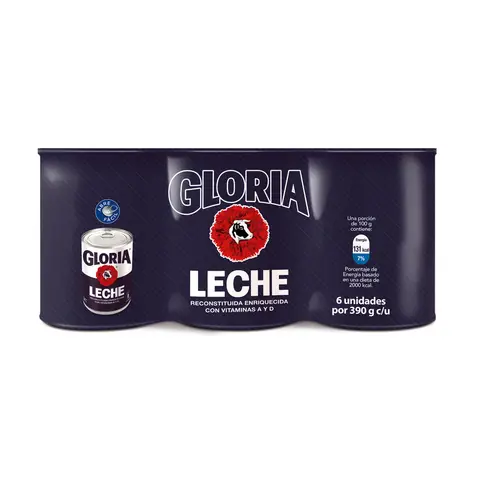 ABRE
FÁCIL
GLORIA
LECHE
GLORIA
LECHE
RECONSTITUIDA ENRIQUECIDA
CON VITAMINAS A Y D
Una porción
de 100 g
contiene:
Energía
131 kcal
7%
Porcentaje de
Energía basado
en una dieta de
2000 kcal.
6 unidades
por 390 g c/u